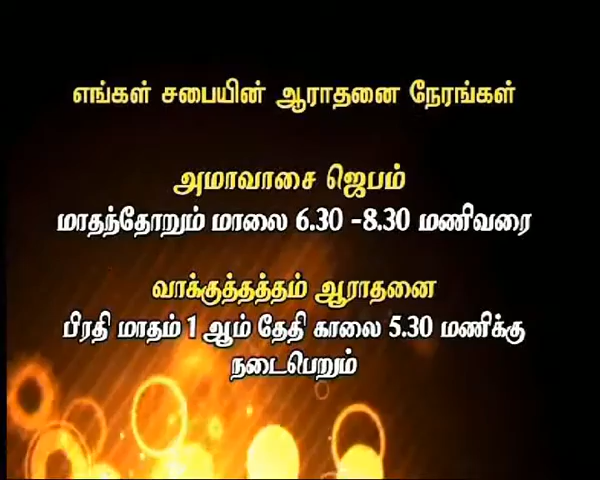 எங்கள் சபையின் ஆராதனை நேரங்கள்
அமாவாசை ஜெபம்
மாதந்தோறும் மாலை 6.30 -8.30 மணிவரை
வாக்குத்தத்தம் ஆராதனை
பிரதி மாதம் 1 ஆம் தேதி காலை 5.30 மணிக்கு
நடைபெறும்